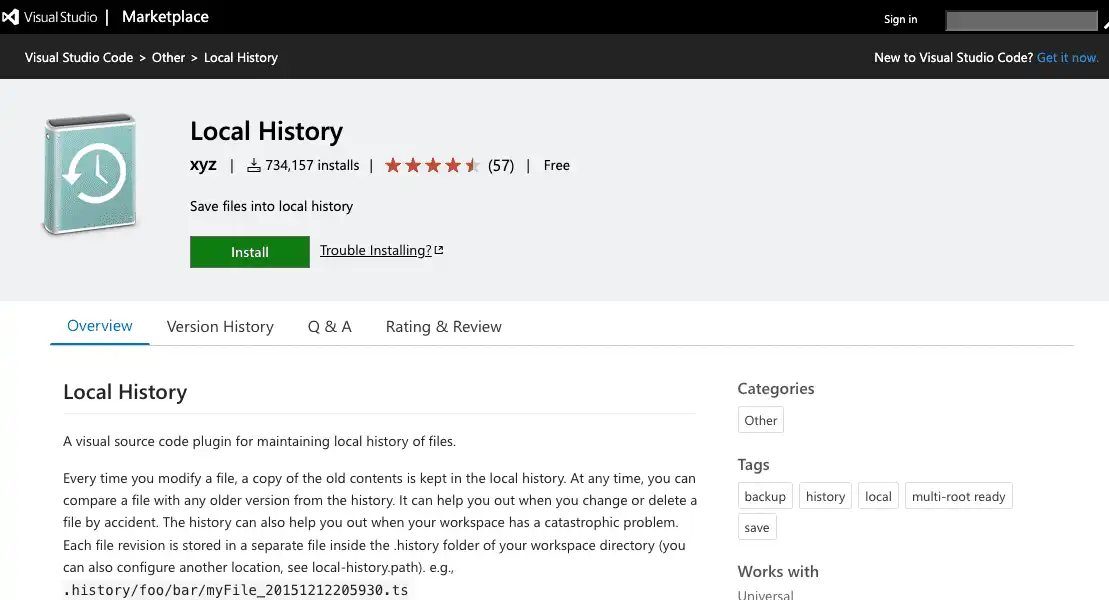 Visual Studio | Marketplace
Sign in
Visual Studio Code > Other > Local History
New to Visual Studio Code? Get it now.
Local History
xyz | 734,157 installs | (57) | Free
Save files into local history
Install
Trouble Installing?
Overview
Version History
Q & A
Rating & Review
Local History
A visual source code plugin for maintaining local history of files.
Every time you modify a file, a copy of the old contents is kept in the local history. At any time, you can
compare a file with any older version from the history. It can help you out when you change or delete a
file by accident. The history can also help you out when your workspace has a catastrophic problem.
Each file revision is stored in a separate file inside the .history folder of your workspace directory (you
can also configure another location, see local-history.path). e.g.,
.history/foo/bar/myFile_20151212205930.ts
Categories
Other
Tags
backup
history
local
multi-root ready
save
Works with
Universal